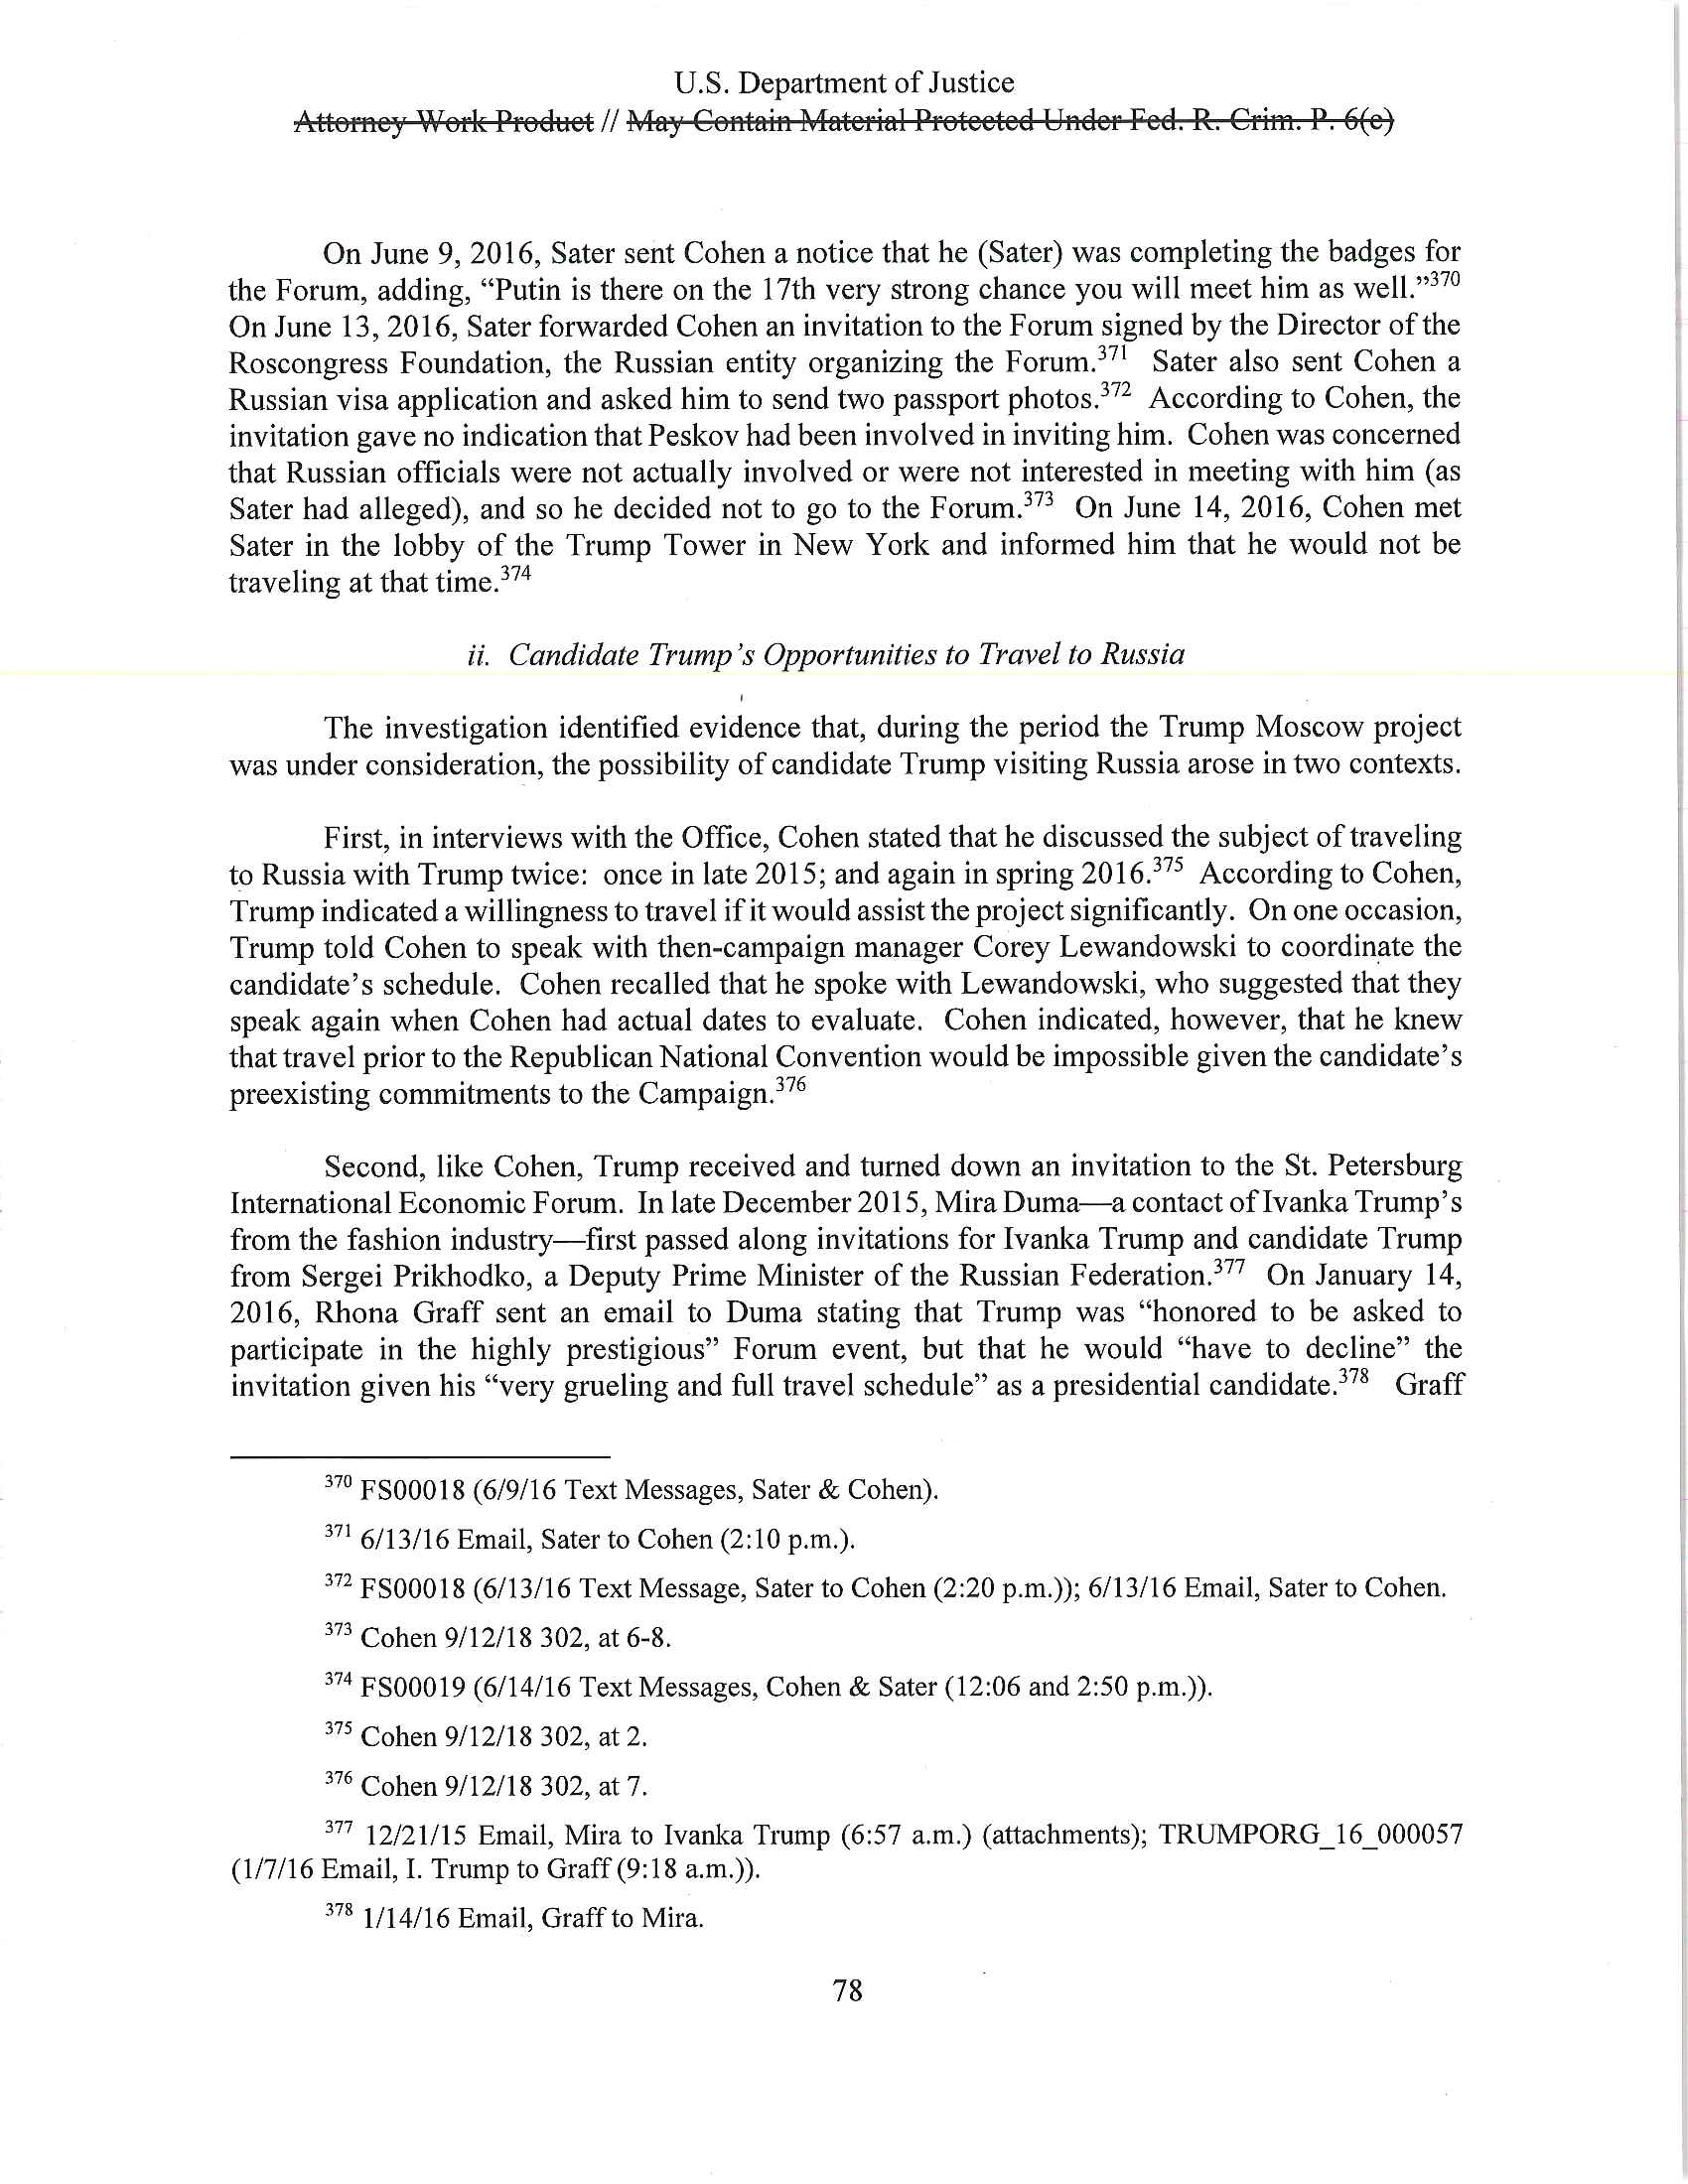 U.S. Department of Justice
Attorney Work Product // May Contain Material Protected Under Fed. R. Crim. P. 6(e)
On June 9, 2016, Sater sent Cohen a notice that he (Sater) was completing the badges for
the Forum, adding, “Putin is there on the 17th very strong chance you will meet him as well.”370
On June 13, 2016, Sater forwarded Cohen an invitation to the Forum signed by the Director of the
Roscongress Foundation, the Russian entity organizing the Forum.371 Sater also sent Cohen a
Russian visa application and asked him to send two passport photos.372 According to Cohen, the
invitation gave no indication that Peskov had been involved in inviting him. Cohen was concerned
that Russian officials were not actually involved or were not interested in meeting with him (as
Sater had alleged), and so he decided not to go to the Forum.373 On June 14, 2016, Cohen met
Sater in the lobby of the Trump Tower in New York and informed him that he would not be
traveling at that time.374
ii. Candidate Trump’s Opportunities to Travel to Russia
The investigation identified evidence that, during the period the Trump Moscow project
was under consideration, the possibility of candidate Trump visiting Russia arose in two contexts.
First, in interviews with the Office, Cohen stated that he discussed the subject of traveling
to Russia with Trump twice: once in late 2015; and again in spring 2016.375 According to Cohen,
Trump indicated a willingness to travel if it would assist the project significantly. On one occasion,
Trump told Cohen to speak with then-campaign manager Corey Lewandowski to coordinate the
candidate’s schedule. Cohen recalled that he spoke with Lewandowski, who suggested that they
speak again when Cohen had actual dates to evaluate. Cohen indicated, however, that he knew
that travel prior to the Republican National Convention would be impossible given the candidate’s
preexisting commitments to the Campaign.376
Second, like Cohen, Trump received and turned down an invitation to the St. Petersburg
International Economic Forum. In late December 2015, Mira Duma—a contact of Ivanka Trump’s
from the fashion industry—first passed along invitations for Ivanka Trump and candidate Trump
from Sergei Prikhodko, a Deputy Prime Minister of the Russian Federation.377 On January 14,
2016, Rhona Graff sent an email to Duma stating that Trump was “honored to be asked to
participate in the highly prestigious” Forum event, but that he would “have to decline” the
invitation given his “very grueling and full travel schedule” as a presidential candidate.378 Graff
370 FS00018 (6/9/16 Text Messages, Sater & Cohen).
371 6/13/16 Email, Sater to Cohen (2:10 p.m.).
372 FS00018 (6/13/16 Text Message, Sater to Cohen (2:20 p.m.)); 6/13/16 Email, Sater to Cohen.
373 Cohen 9/12/18 302, at 6-8.
374 FS00019 (6/14/16 Text Messages, Cohen & Sater (12:06 and 2:50 p.m.)).
375 Cohen 9/12/18 302, at 2.
376 Cohen 9/12/18 302, at 7.
377 12/21/15 Email, Mira to Ivanka Trump (6:57 a.m.) (attachments); TRUMPORG_16_000057
(1/7/16 Email, I. Trump to Graff (9:18 a.m.)).
378 1/14/16 Email, Graff to Mira.
78